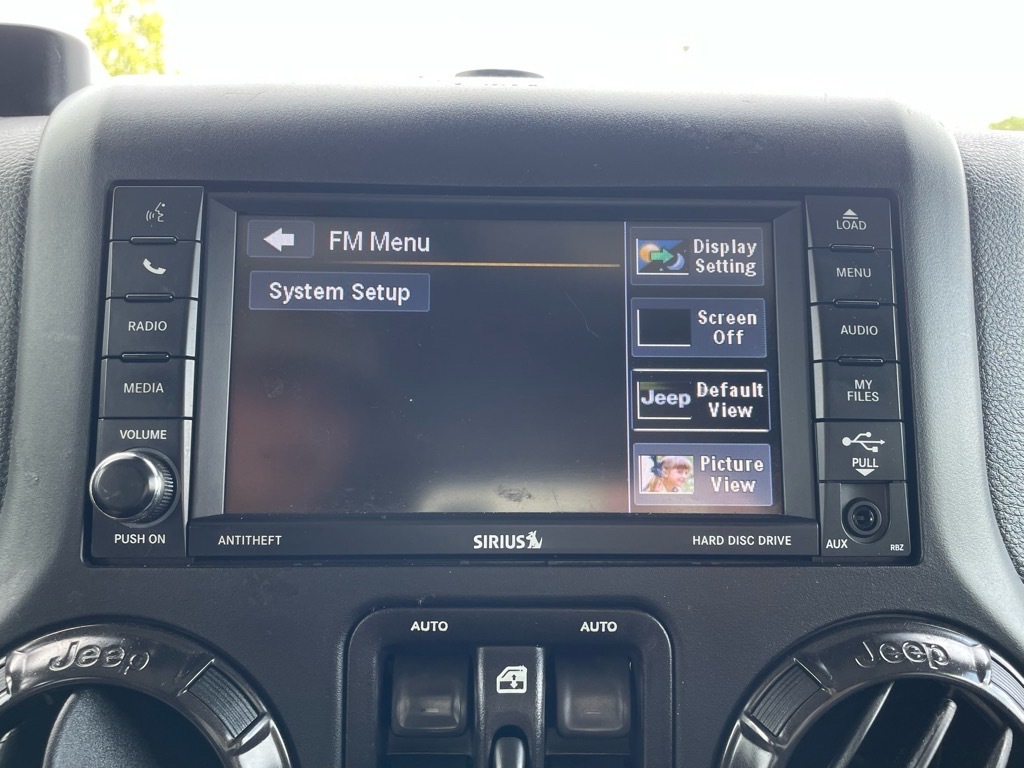 LOAD
FM Menu
Display
Setting
System Setup
MENU
RADIO
Screen
Off
AUDIO
MEDIA
Jeep
Default
View
MY
FILES
VOLUME
Picture
View
PULL
PUSH ON
ANTITHEFT
SIRIUS
HARD DISC DRIVE
AUX
RBZ
AUTO
AUTO
Jeep
Jeep